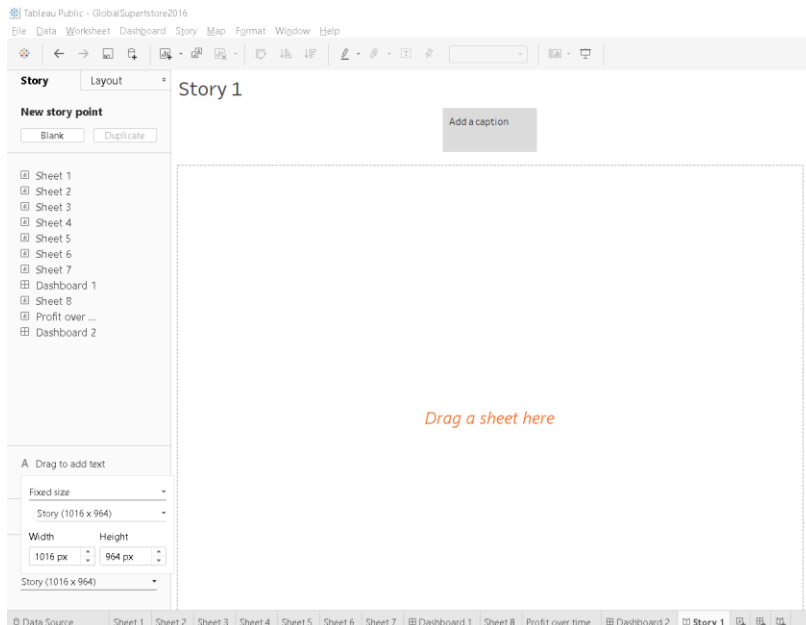 Tableau Public - GlobalSupertstore2016
File Data Worksheet Dashboard Story Map Format Window Help
Story Layout
Story 1
New story point
Blank Duplicate
Add a caption
Sheet 1
Sheet 2
Sheet 3
Sheet 4
Sheet 5
Sheet 6
Sheet 7
Dashboard 1
Sheet 8
Profit over ...
Dashboard 2
Drag a sheet here
A Drag to add text
Fixed size
Story (1016 x 964)
Width Height
1016 px 964 px
Story (1016 x 964)
Data Source Sheet 1 Sheet 2 Sheet 3 Sheet 4 Sheet 5 Sheet 6 Sheet 7 Dashboard 1 Sheet 8 Profit over time Dashboard 2 Story 1